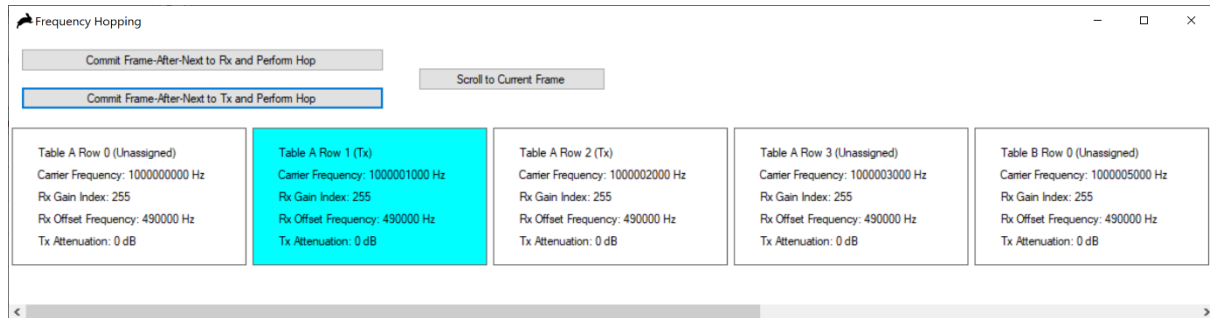 Frequency Hopping
Commit Frame-After-Next to Rx and Perform Hop
Scroll to Current Frame
Commit Frame-After-Next to Tx and Perform Hop
Table A Row 0 (Unassigned)
Carrier Frequency: 1000000000 Hz
Rx Gain Index: 255
Rx Offset Frequency: 490000 Hz
Tx Attenuation: 0 dB
Table A Row 1 (Tx)
Carrier Frequency: 1000001000 Hz
Rx Gain Index: 255
Rx Offset Frequency: 490000 Hz
Tx Attenuation: 0 dB
Table A Row 2 (Tx)
Carrier Frequency: 1000002000 Hz
Rx Gain Index: 255
Rx Offset Frequency: 490000 Hz
Tx Attenuation: 0 dB
Table A Row 3 (Unassigned)
Carrier Frequency: 1000003000 Hz
Rx Gain Index: 255
Rx Offset Frequency: 490000 Hz
Tx Attenuation: 0 dB
Table B Row 0 (Unassigned)
Carrier Frequency: 1000005000 Hz
Rx Gain Index: 255
Rx Offset Frequency: 490000 Hz
Tx Attenuation: 0 dB